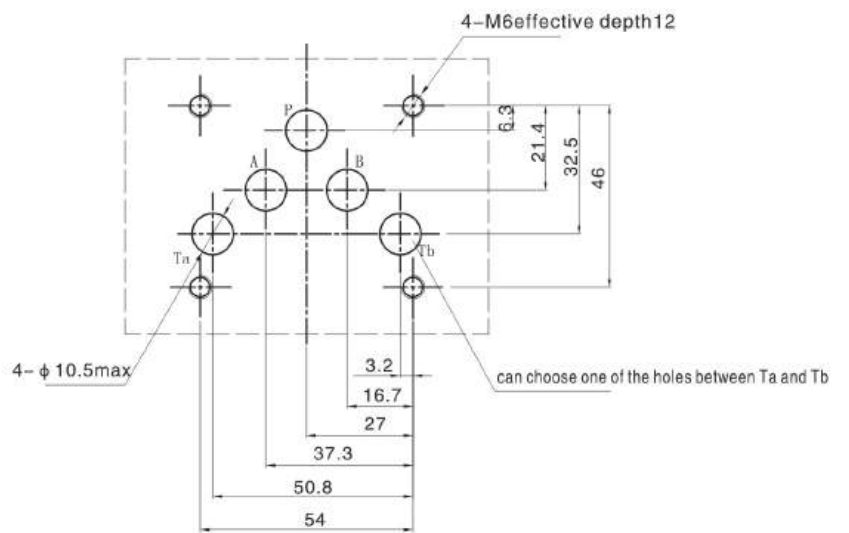 4-M6effective depth12
P
6.3
21.4
32.5
46
A
B
Ta
Tb
4-ϕ10.5max
3.2
can choose one of the holes between Ta and Tb
16.7
27
37.3
50.8
54